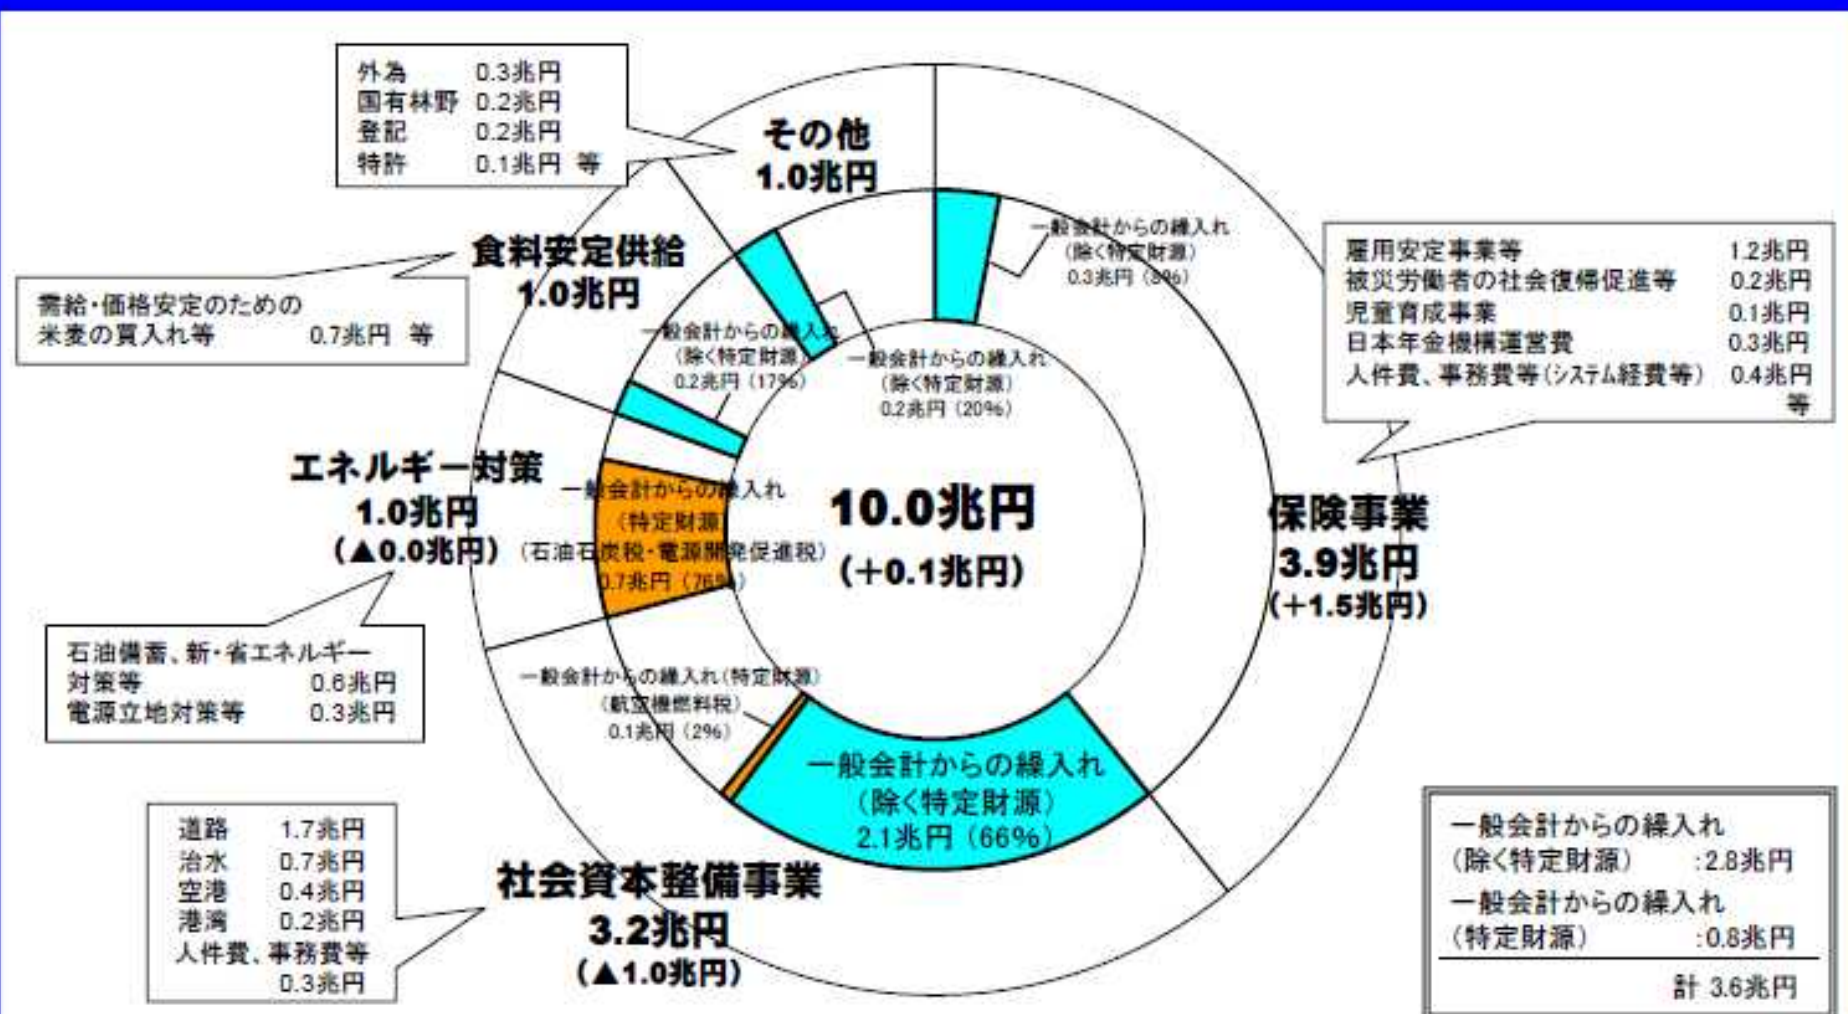 外為 0.3兆円
国有林野 0.2兆円
登記 0.2兆円
特許 0.1兆円 等
その他
1.0兆円
一般会計からの繰入れ
(除く特定財源)
0.3兆円 (8%)
雇用安定事業等 1.2兆円
被災労働者の社会復帰促進等 0.2兆円
児童育成事業 0.1兆円
日本年金機構運営費 0.3兆円
人件費、事務費等(システム経費等) 0.4兆円
等
食料安定供給
1.0兆円
需給・価格安定のための
米麦の買入れ等 0.7兆円 等
一般会計からの繰入れ
(除く特定財源)
0.2兆円 (17%)
一般会計からの繰入れ
(除く特定財源)
0.2兆円 (20%)
エネルギー対策
1.0兆円
(▲0.0兆円)
一般会計からの繰入れ
(特定財源)
(石油石炭税・電源開発促進税)
0.7兆円 (76%)
10.0兆円
(+0.1兆円)
保険事業
3.9兆円
(+1.5兆円)
石油備蓄、新・省エネルギー
対策等 0.6兆円
電源立地対策等 0.3兆円
一般会計からの繰入れ(特定財源)
(航空機燃料税)
0.1兆円 (2%)
一般会計からの繰入れ
(除く特定財源)
2.1兆円 (66%)
道路 1.7兆円
治水 0.7兆円
空港 0.4兆円
港湾 0.2兆円
人件費、事務費等
0.3兆円
社会資本整備事業
3.2兆円
(▲1.0兆円)
一般会計からの繰入れ
(除く特定財源) :2.8兆円
一般会計からの繰入れ
(特定財源) :0.8兆円
計 3.6兆円